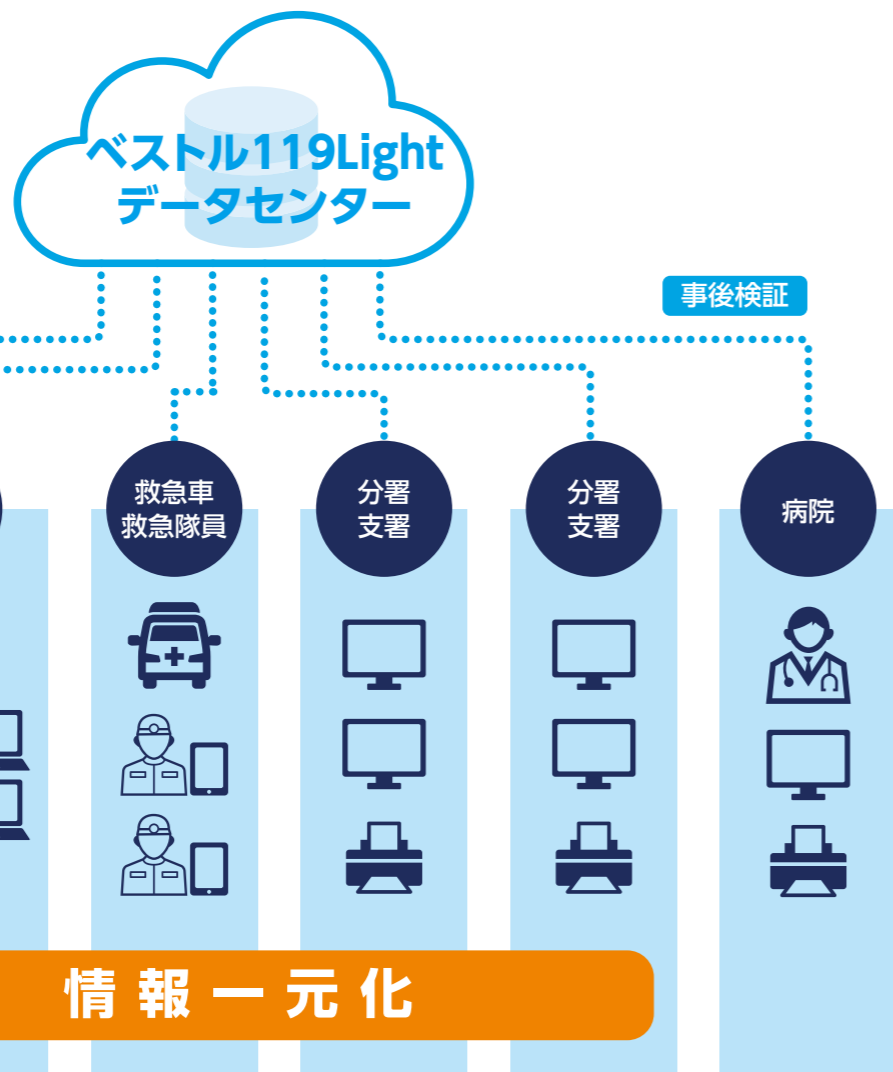 ベストル119Light
データセンター
事後検証
救急車
救急隊員
分署
支署
分署
支署
病院
情報一元化